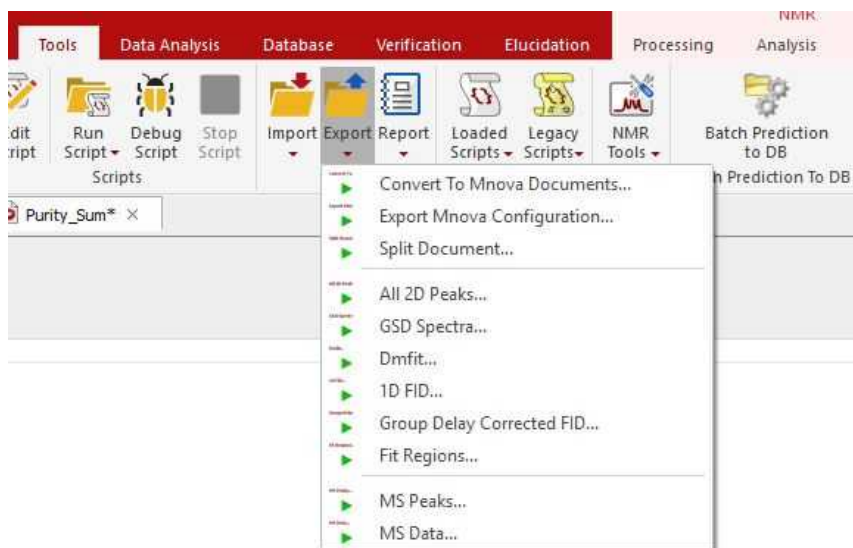 NMR
Tools Data Analysis Database Verification Elucidation Processing Analysis
dit Run Debug Stop Import Export Report Loaded Legacy NMR Batch Prediction
ript Script Script Script Scripts Scripts Tools to DB
Scripts
h Prediction To DB
Purity_Sum*
Convert To Mnova Documents...
Export Mnova Configuration...
Split Document...
All 2D Peaks...
GSD Spectra...
Dmfit...
1D FID...
Group Delay Corrected FID...
Fit Regions...
MS Peaks...
MS Data...